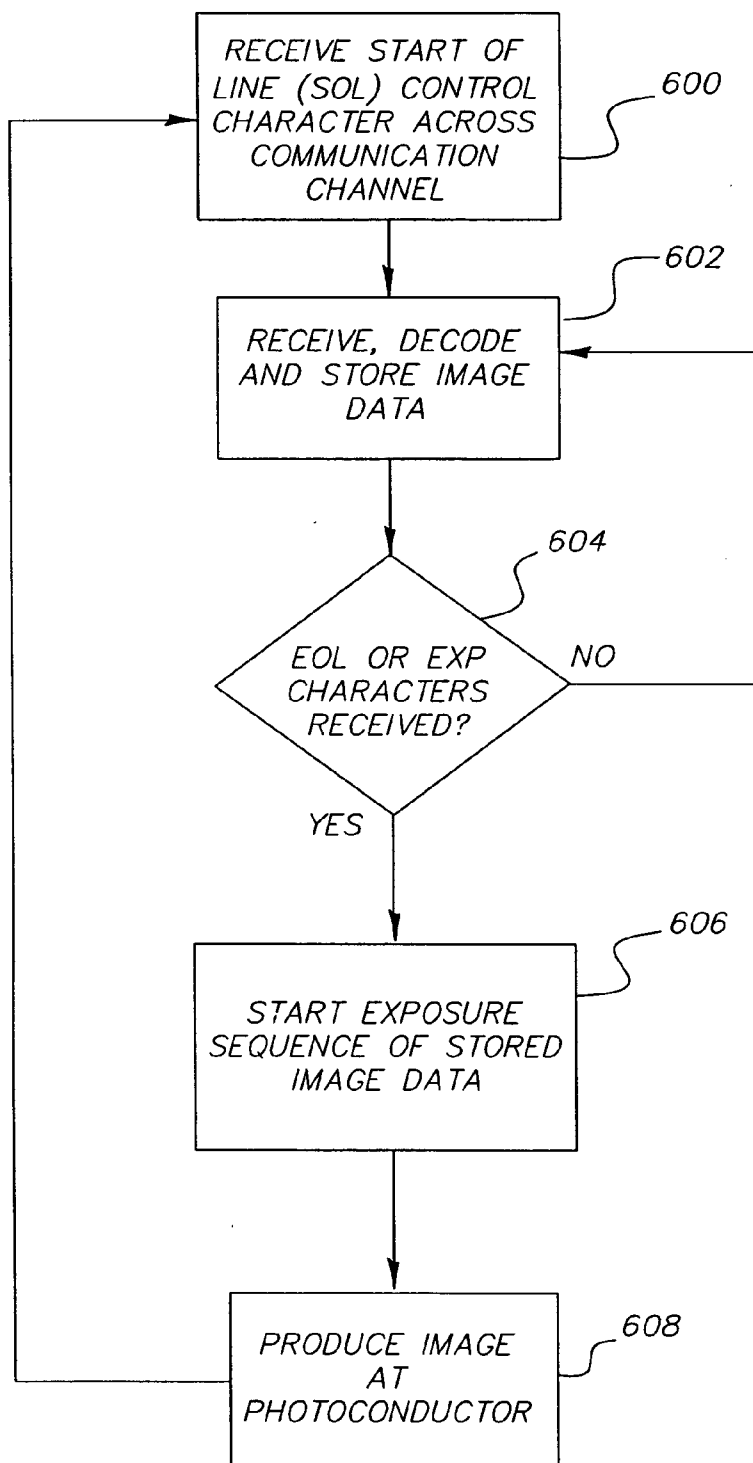 RECEIVE START OF
LINE (SOL) CONTROL
CHARACTER ACROSS
COMMUNICATION
CHANNEL
600
602
RECEIVE, DECODE
AND STORE IMAGE
DATA
604
EOL OR EXP
CHARACTERS
RECEIVED?
NO
YES
606
START EXPOSURE
SEQUENCE OF STORED
IMAGE DATA
608
PRODUCE IMAGE
AT
PHOTOCONDUCTOR